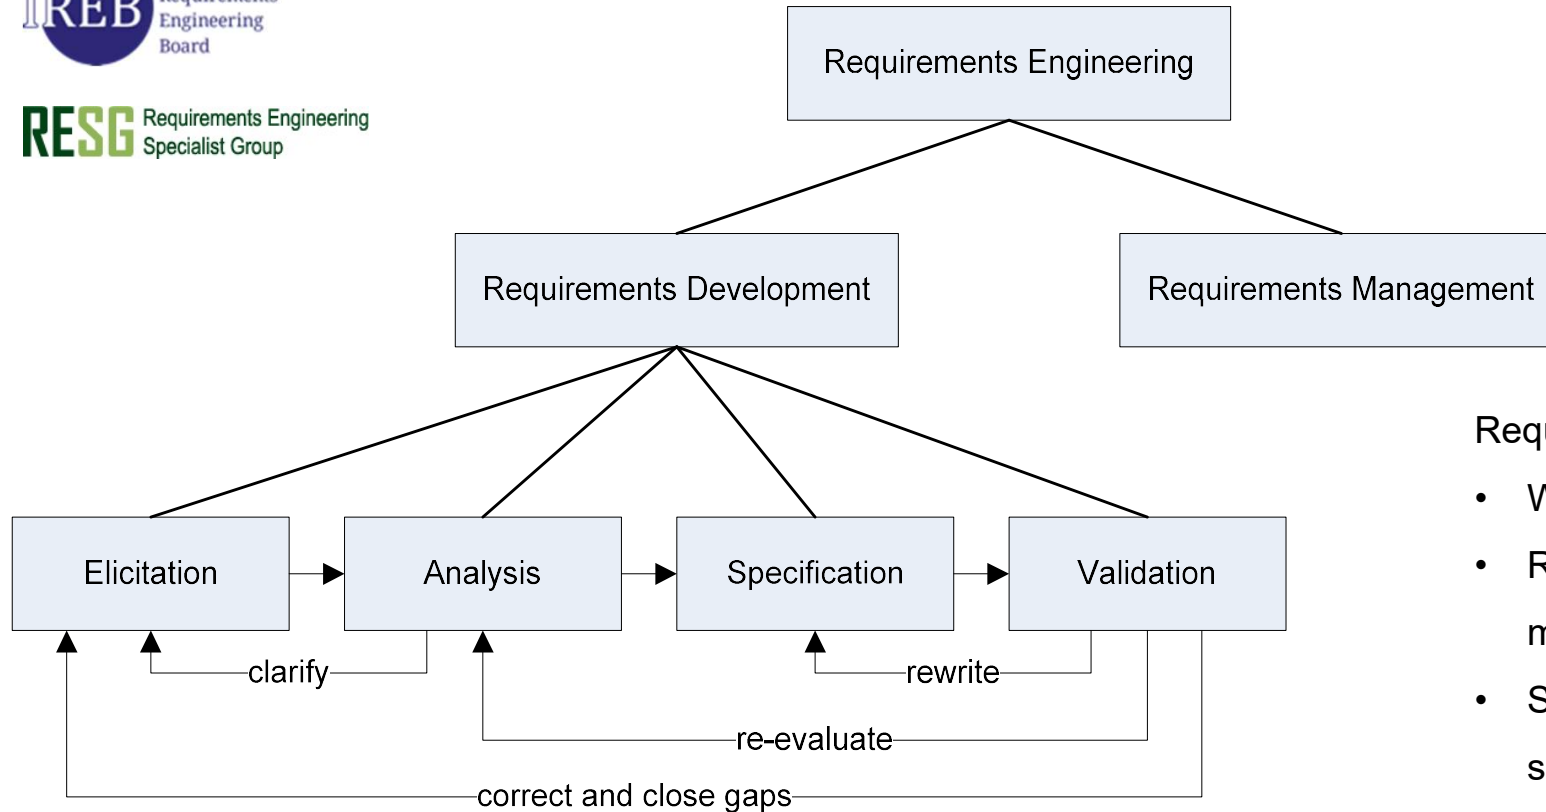 IREB
Engineering
Board
RESG Requirements Engineering
Specialist Group
Requirements Engineering
Requirements Development
Requirements Management
Elicitation
Analysis
Specification
Validation
clarify
rewrite
re-evaluate
correct and close gaps